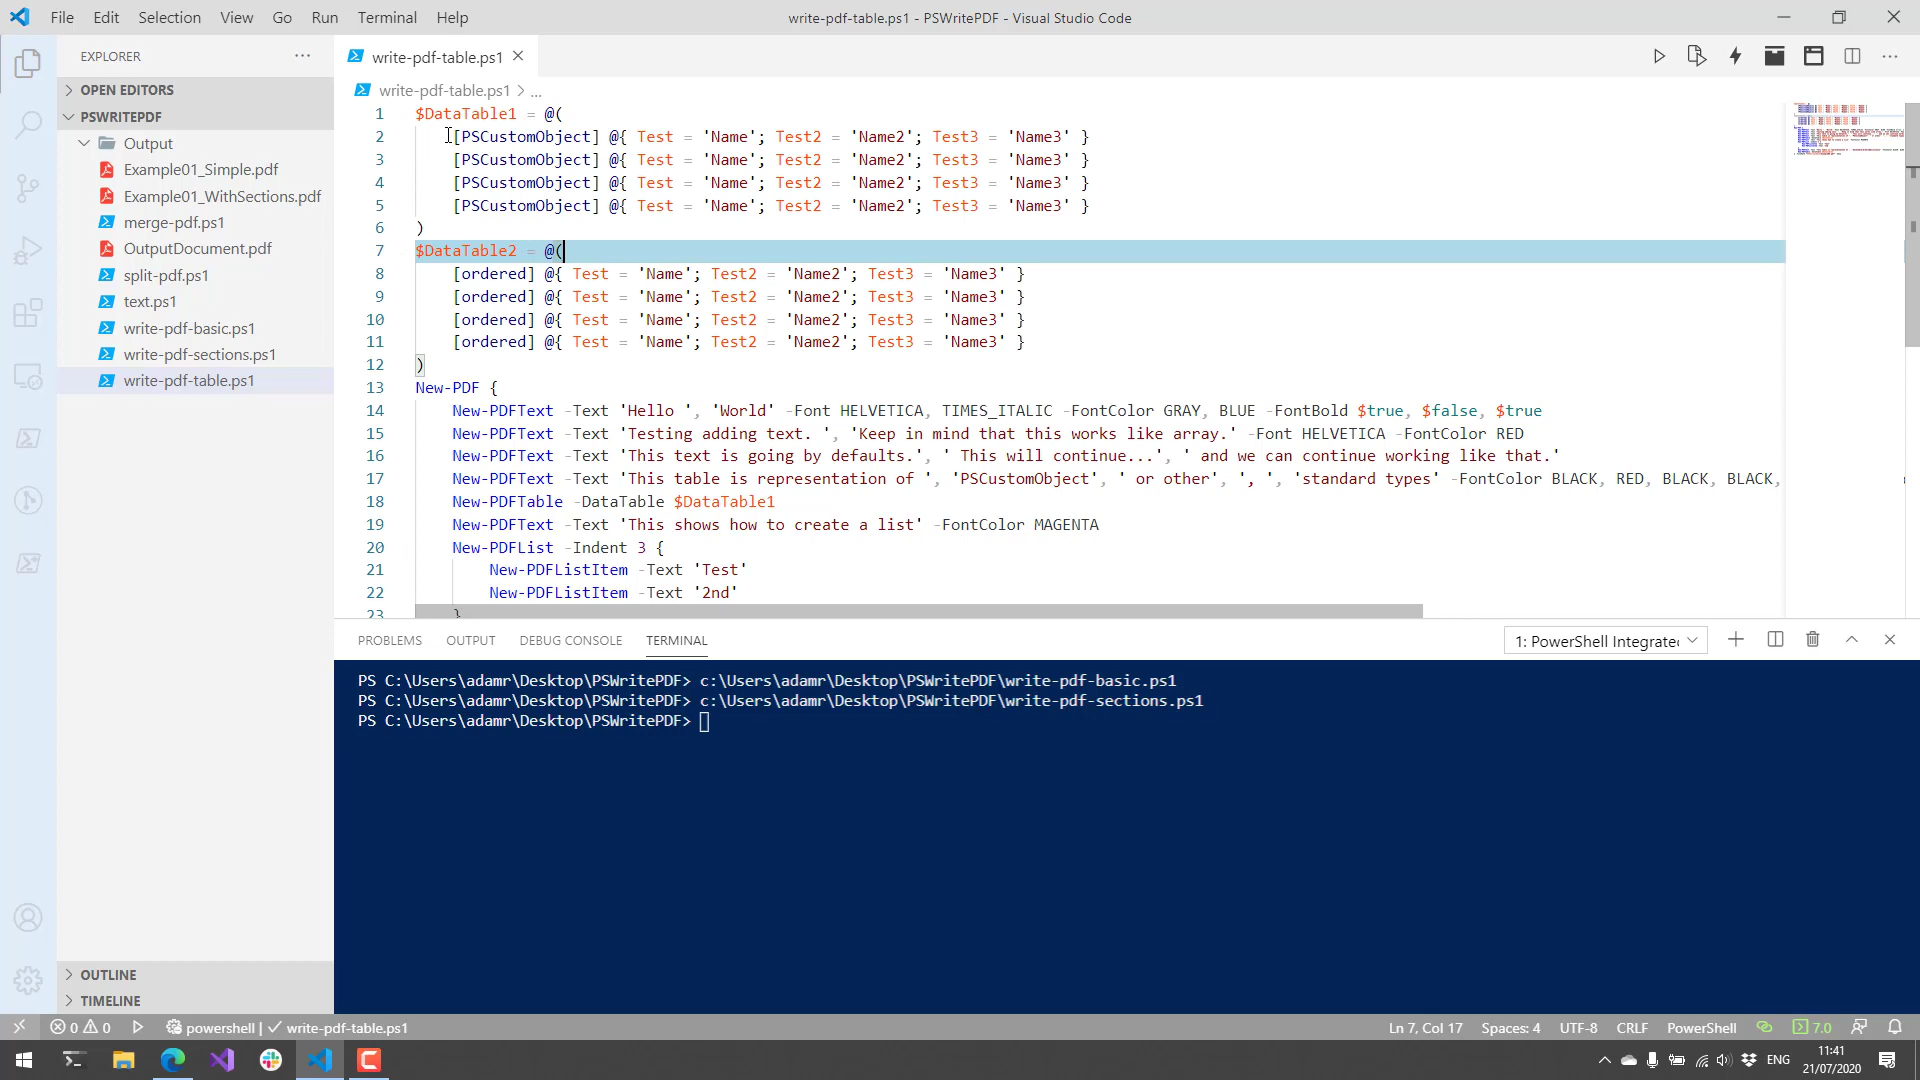 File Edit Selection View Go Run Terminal Help
write-pdf-table.ps1 - PSWritePDF - Visual Studio Code
EXPLORER
OPEN EDITORS
PSWRITEPDF
Output
Example01_Simple.pdf
Example01_WithSections.pdf
merge-pdf.ps1
OutputDocument.pdf
split-pdf.ps1
text.ps1
write-pdf-basic.ps1
write-pdf-sections.ps1
write-pdf-table.ps1
OUTLINE
TIMELINE
write-pdf-table.ps1
write-pdf-table.ps1 > ...
1 $DataTable1 = @(
2 [PSCustomObject] @{ Test = 'Name'; Test2 = 'Name2'; Test3 = 'Name3' }
3 [PSCustomObject] @{ Test = 'Name'; Test2 = 'Name2'; Test3 = 'Name3' }
4 [PSCustomObject] @{ Test = 'Name'; Test2 = 'Name2'; Test3 = 'Name3' }
5 [PSCustomObject] @{ Test = 'Name'; Test2 = 'Name2'; Test3 = 'Name3' }
6 )
7 $DataTable2 = @(
8 [ordered] @{ Test = 'Name'; Test2 = 'Name2'; Test3 = 'Name3' }
9 [ordered] @{ Test = 'Name'; Test2 = 'Name2'; Test3 = 'Name3' }
10 [ordered] @{ Test = 'Name'; Test2 = 'Name2'; Test3 = 'Name3' }
11 [ordered] @{ Test = 'Name'; Test2 = 'Name2'; Test3 = 'Name3' }
12 )
13 New-PDF {
14 New-PDFText -Text 'Hello ', 'World' -Font HELVETICA, TIMES_ITALIC -FontColor GRAY, BLUE -FontBold $true, $false, $true
15 New-PDFText -Text 'Testing adding text. ', 'Keep in mind that this works like array.' -Font HELVETICA -FontColor RED
16 New-PDFText -Text 'This text is going by defaults.', ' This will continue...', ' and we can continue working like that.'
17 New-PDFText -Text 'This table is representation of ', 'PSCustomObject', ' or other', ', ', 'standard types' -FontColor BLACK, RED, BLACK, BLACK,
18 New-PDFTable -DataTable $DataTable1
19 New-PDFText -Text 'This shows how to create a list' -FontColor MAGENTA
20 New-PDFList -Indent 3 {
21 New-PDFListItem -Text 'Test'
22 New-PDFListItem -Text '2nd'
23 }
PROBLEMS OUTPUT DEBUG CONSOLE TERMINAL
1: PowerShell Integrate
PS C:\Users\adamr\Desktop\PSWritePDF> c:\Users\adamr\Desktop\PSWritePDF\write-pdf-basic.ps1
PS C:\Users\adamr\Desktop\PSWritePDF> c:\Users\adamr\Desktop\PSWritePDF\write-pdf-sections.ps1
PS C:\Users\adamr\Desktop\PSWritePDF>
0 0 powershell | write-pdf-table.ps1
Ln 7, Col 17 Spaces: 4 UTF-8 CRLF PowerShell 7.0
ENG
11:41
21/07/2020